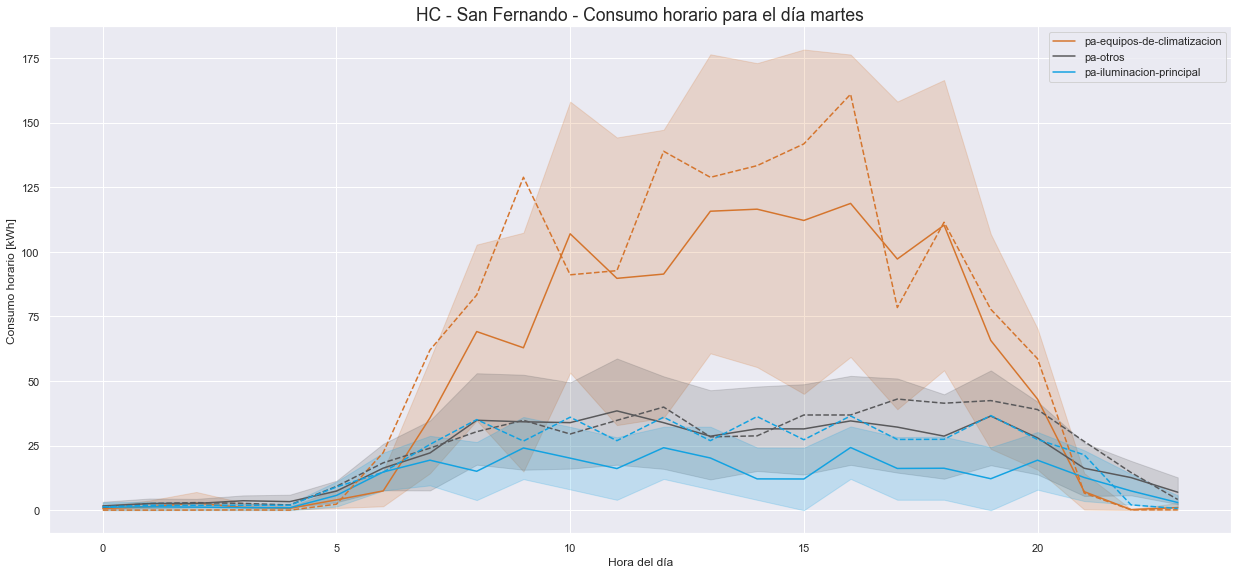 HC - San Fernando - Consumo horario para el día martes
pa-equipos-de-climatizacion
pa-otros
pa-iluminacion-principal
Consumo horario [kWh]
175
150
125
100
75
50
25
0
0 5 10 15 20
Hora del día